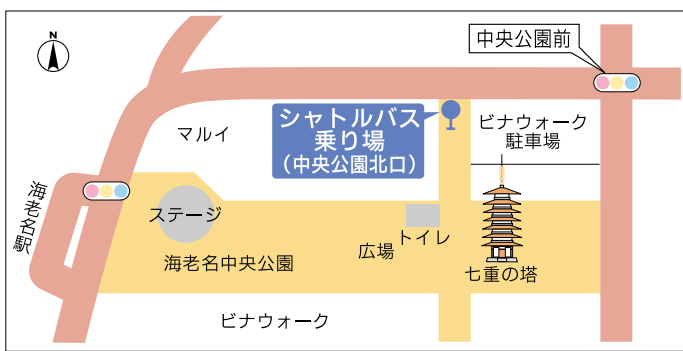 N
中央公園前
シャトルバス
乗り場
(中央公園北口)
マルイ
ビナウォーク
駐車場
海老名駅
ステージ
トイレ
広場
海老名中央公園
七重の塔
ビナウォーク